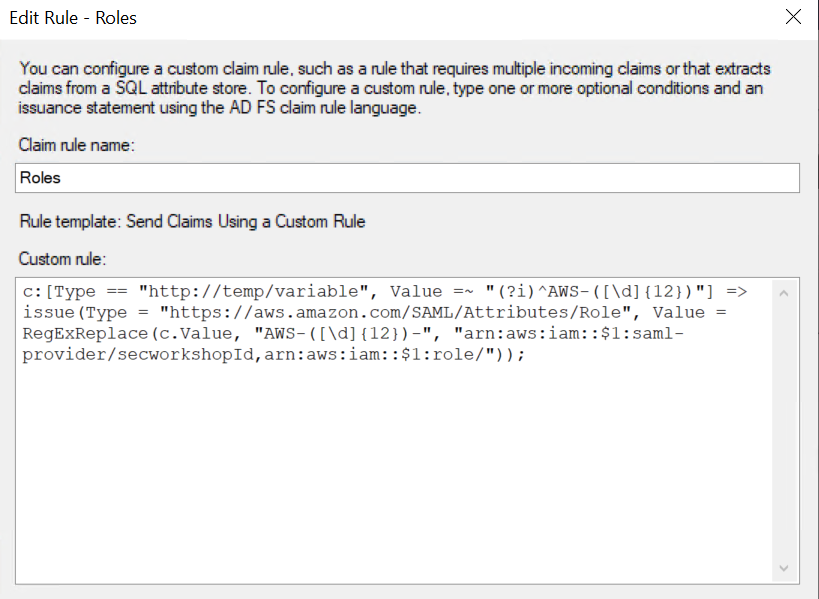 Edit Rule - Roles
You can configure a custom claim rule, such as a rule that requires multiple incoming claims or that extracts
claims from a SQL attribute store. To configure a custom rule, type one or more optional conditions and an
issuance statement using the AD FS claim rule language.
Claim rule name:
Roles
Rule template: Send Claims Using a Custom Rule
Custom rule:
c:[Type == "http://temp/variable", Value =~ "(?i)^AWS-([\d]{12})"] =>
issue(Type = "https://aws.amazon.com/SAML/Attributes/Role", Value =
RegExReplace(c.Value, "AWS-([\d]{12})-", "arn:aws:iam::$1:saml-
provider/secworkshopId,arn:aws:iam::$1:role/"));